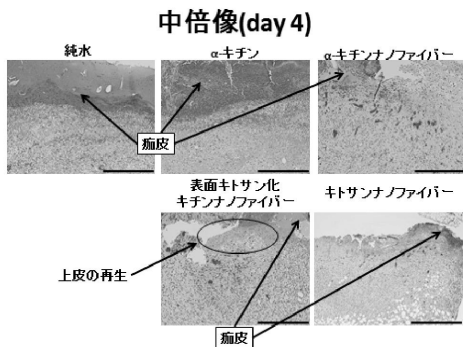 中倍像(day 4)
純水
α-キチン
α-キチンナノファイバー
痂皮
表面キトサン化
キチンナノファイバー
キトサンナノファイバー
上皮の再生
痂皮